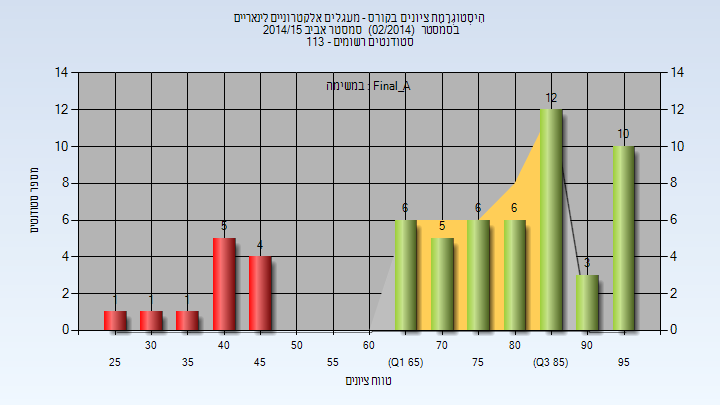 היסטוגרמת ציונים בקורס - מעגלים אלקטרוניים לינאריים
בסמסטר (02/2014) סמסטר אביב 2014/15
סטודנטים רשומים - 113
במשימה : Final_A
14 14
12 12
10 10
8 8
6 6
4 4
2 2
0 0
1 1 1 5 4 6 5 6 6 12 3 10
מספר סטודנטים
30 40 50 60 70 80 90
25 35 45 55 (Q1 65) 75 (Q3 85) 95
טווח ציונים